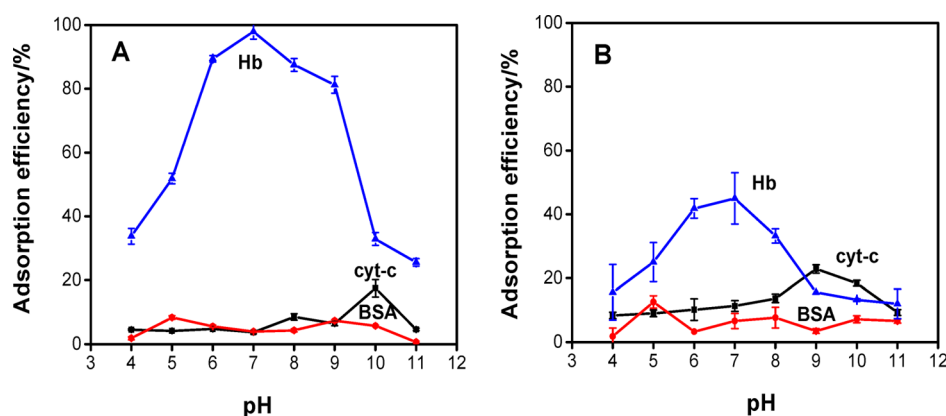 A
Adsorption efficiency/%
100
80
60
40
20
0
Hb
cyt-c
BSA
3 4 5 6 7 8 9 10 11 12
pH
B
Adsorption efficiency/%
100
80
60
40
20
0
Hb
cyt-c
BSA
3 4 5 6 7 8 9 10 11 12
pH